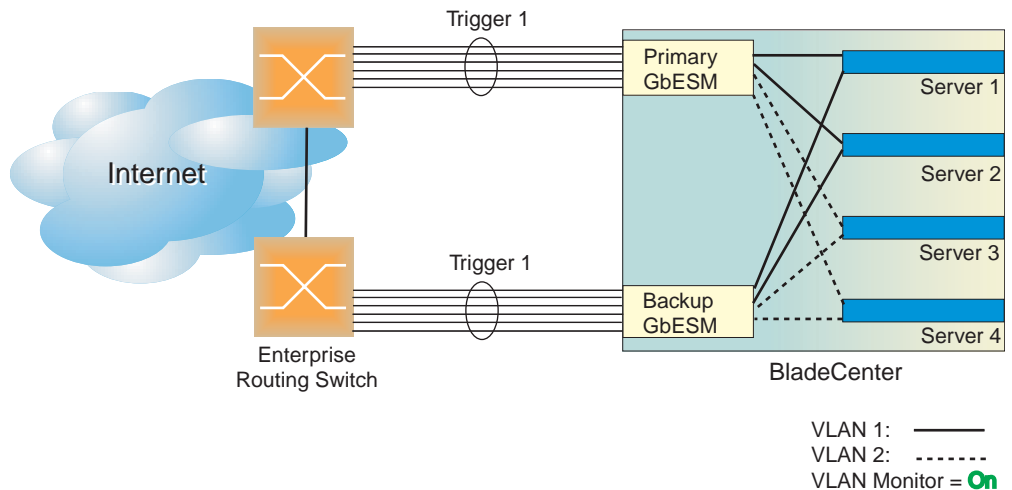 Trigger 1
Primary
GbESM
Server 1
Internet
Server 2
Server 3
Trigger 1
Backup
GbESM
Server 4
Enterprise
Routing Switch
BladeCenter
VLAN 1:
VLAN 2:
VLAN Monitor = On